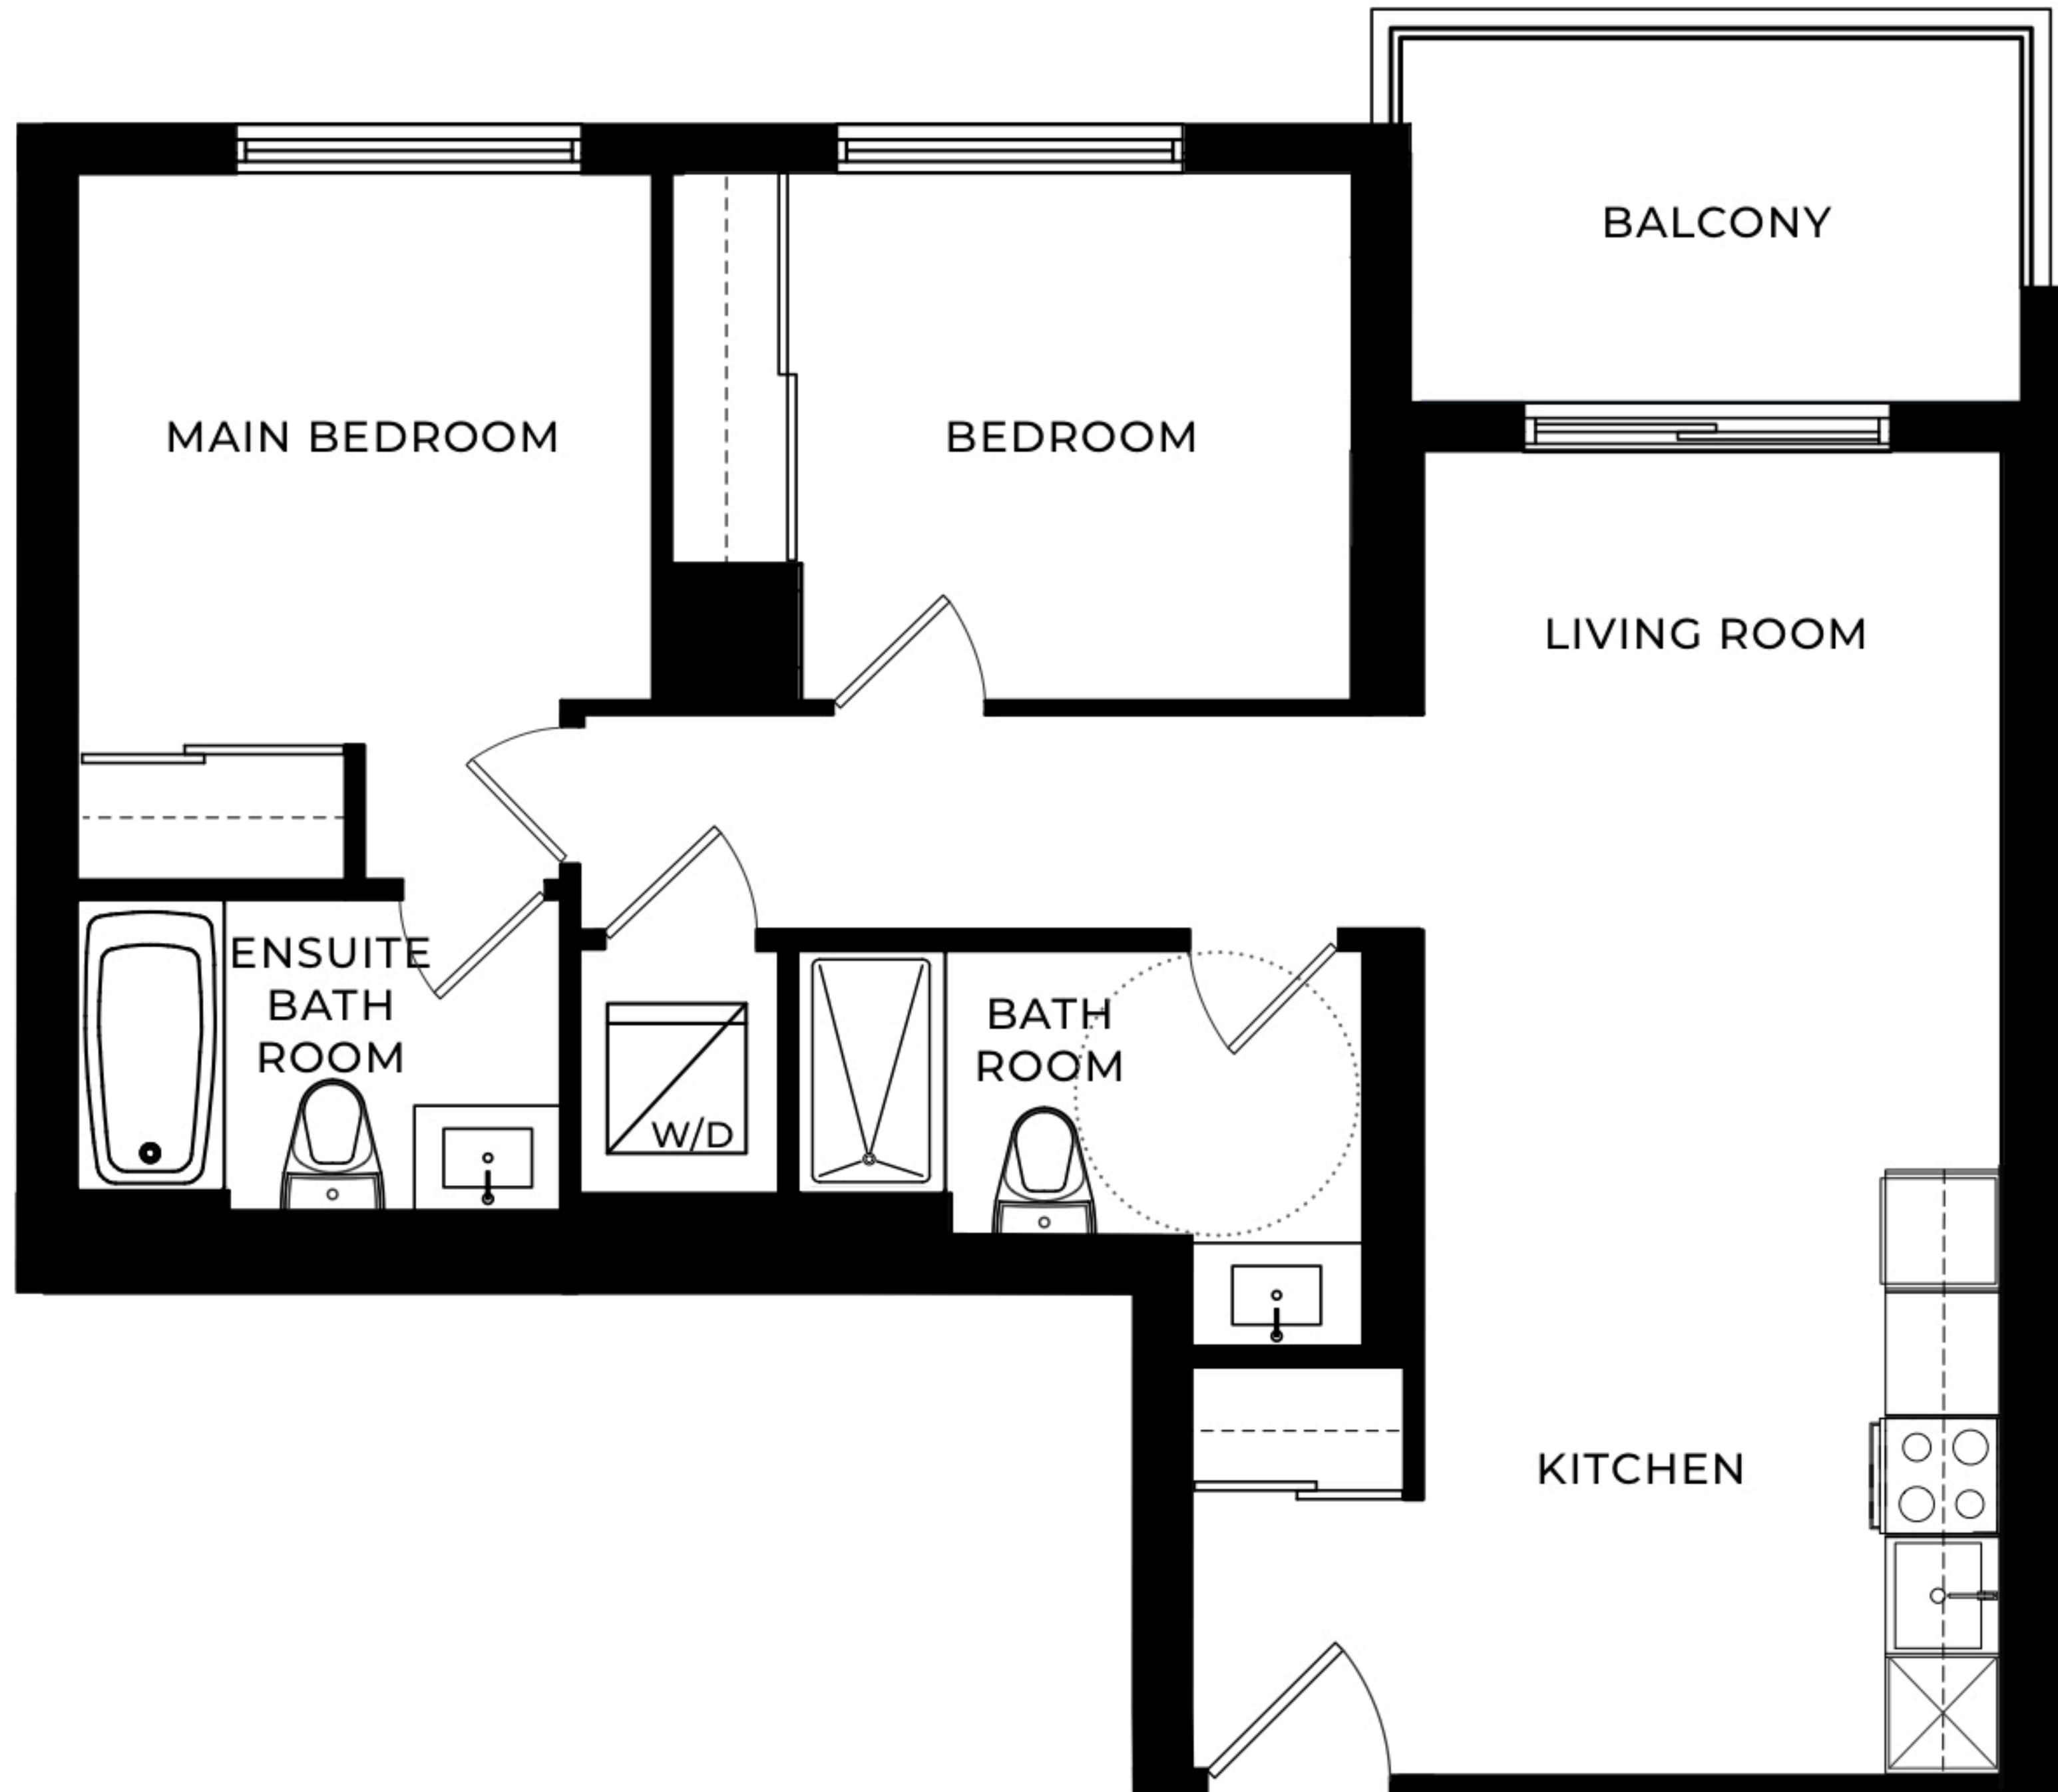 BALCONY
MAIN BEDROOM
BEDROOM
LIVING ROOM
ENSUITE
BATH
ROOM
W/D
BATH
ROOM
KITCHEN